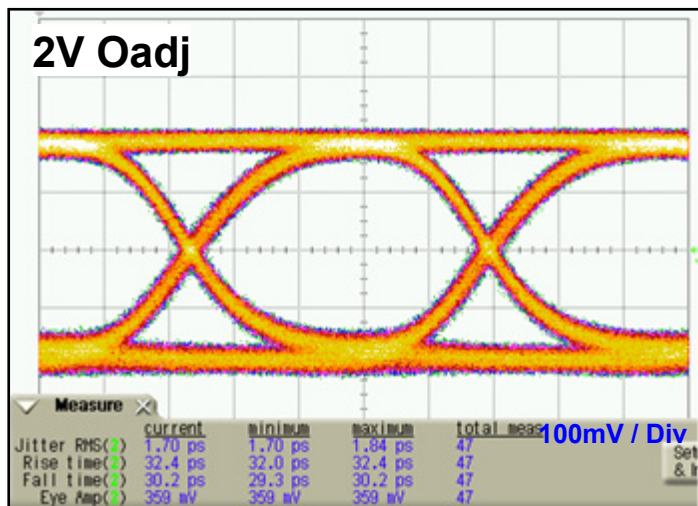 2V Oadj
Measure
current minimum maximum total meas
100mV / Div
Jitter RMS(2) 1.70 ps 1.70 ps 1.84 ps 47
Rise time(2) 32.4 ps 32.0 ps 32.4 ps 47
Fall time(2) 30.2 ps 29.3 ps 30.2 ps 47
Eye Amp(2) 359 mV 359 mV 359 mV 47
Set
& I